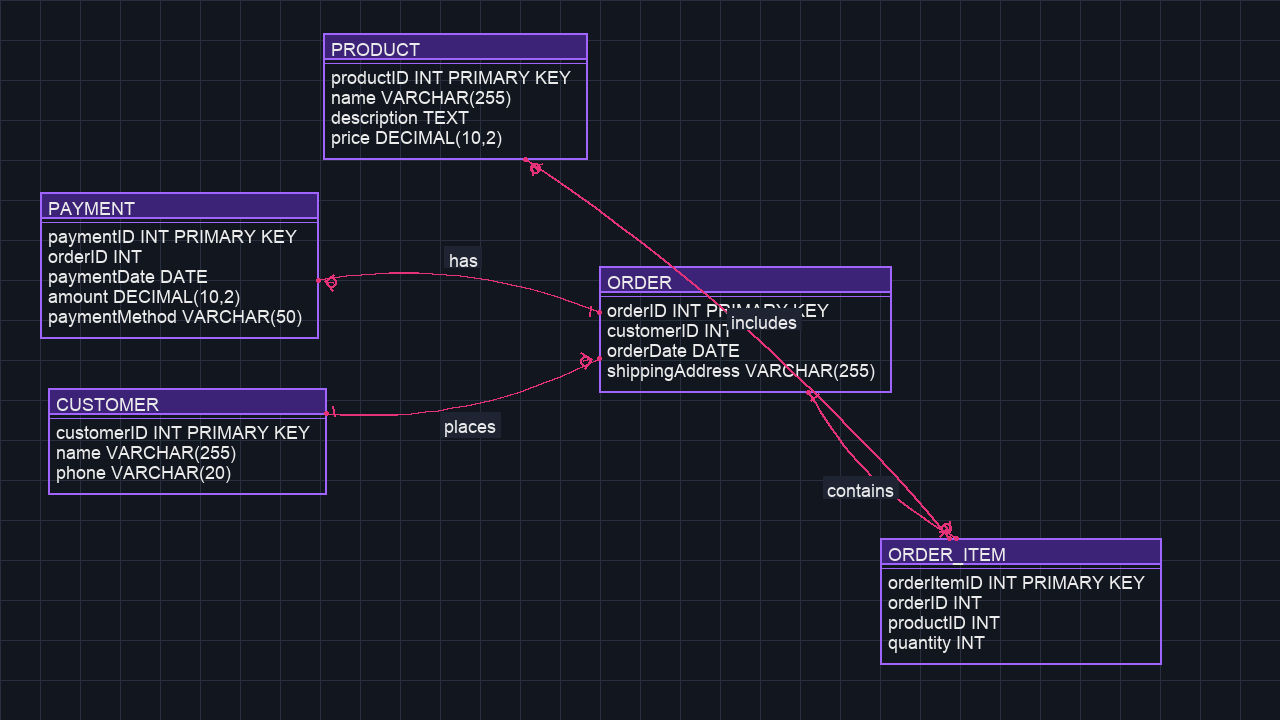 PRODUCT
productID INT PRIMARY KEY
name VARCHAR(255)
description TEXT
price DECIMAL(10,2)
PAYMENT
paymentID INT PRIMARY KEY
orderID INT
paymentDate DATE
amount DECIMAL(10,2)
paymentMethod VARCHAR(50)
has
ORDER
orderID INT PRIMARY KEY
customerID INT
includes
orderDate DATE
shippingAddress VARCHAR(255)
CUSTOMER
customerID INT PRIMARY KEY
name VARCHAR(255)
phone VARCHAR(20)
places
contains
ORDER_ITEM
orderItemID INT PRIMARY KEY
orderID INT
productID INT
quantity INT